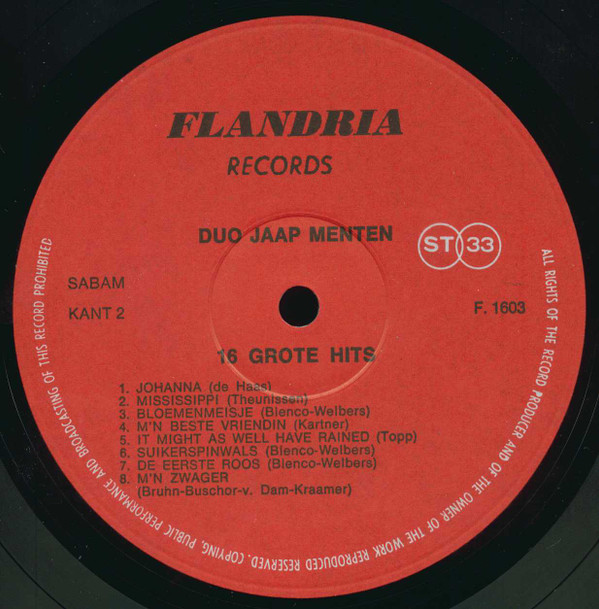 FLANDRIA
RECORDS
DUO JAAP MENTEN
ST 33
SABAM
KANT 2
F. 1603
16 GROTE HITS
1. JOHANNA (de Haas)
2. MISSISSIPPI (Theunissen)
3. BLOEMENMEISJE (Blenco-Welbers)
4. M'N BESTE VRIENDIN (Kartner)
5. IT MIGHT AS WELL HAVE RAINED (Topp)
6. SUIKERSPINWALS (Blenco-Welbers)
7. DE EERSTE ROOS (Blenco-Welbers)
8. M'N ZWAGER
(Bruhn-Buschor-v. Dam-Kraamer)
ALL RIGHTS OF THE RECORD PRODUCER AND OF THE OWNER OF THE WORK REPRODUCED RESERVED. COPYING, PUBLIC PERFORMANCE AND BROADCASTING OF THIS RECORD PROHIBITED